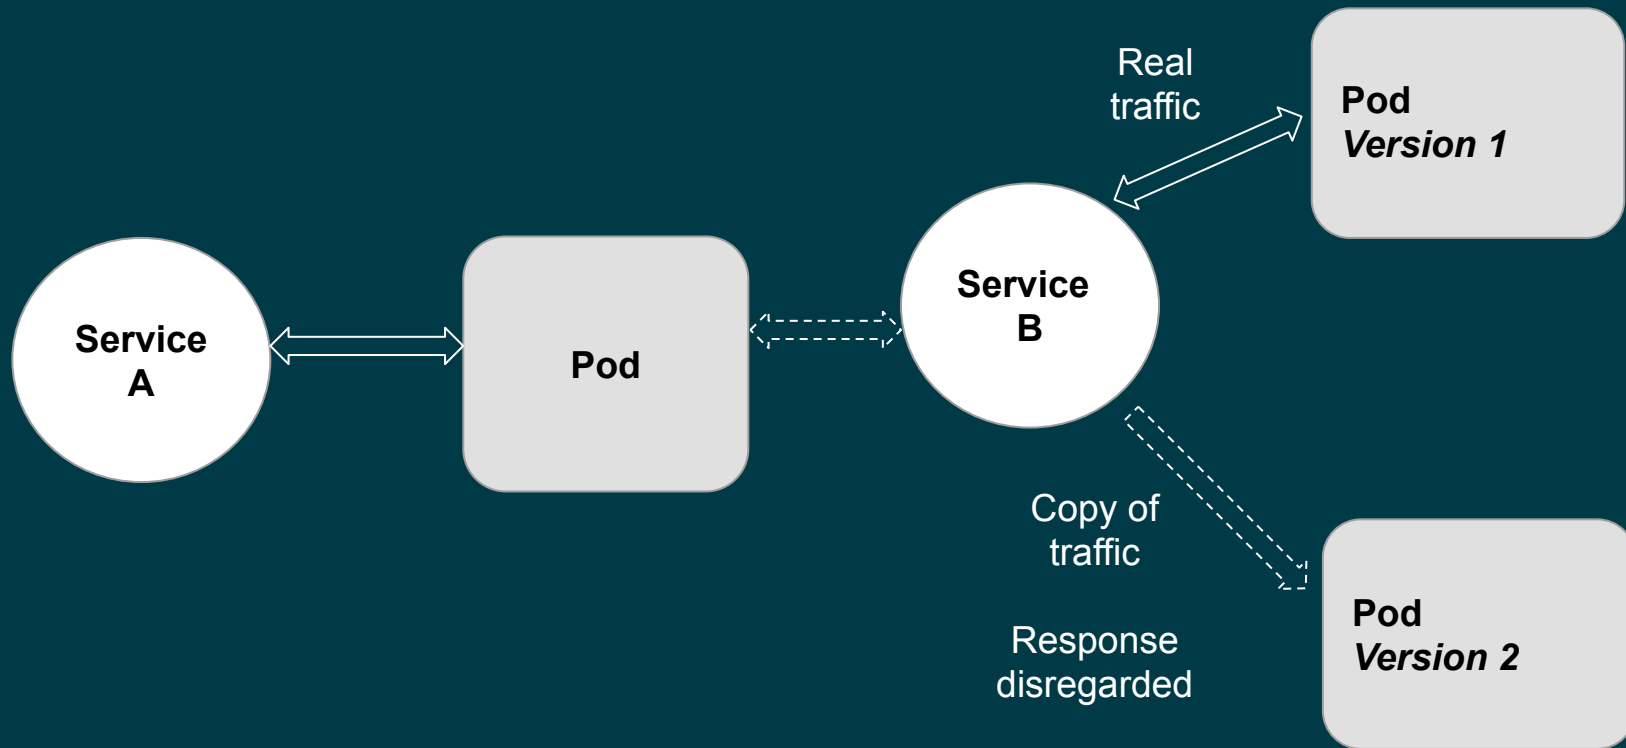 Service
A
Pod
Service
B
Real
traffic
Pod
Version 1
Copy of
traffic
Response
disregarded
Pod
Version 2